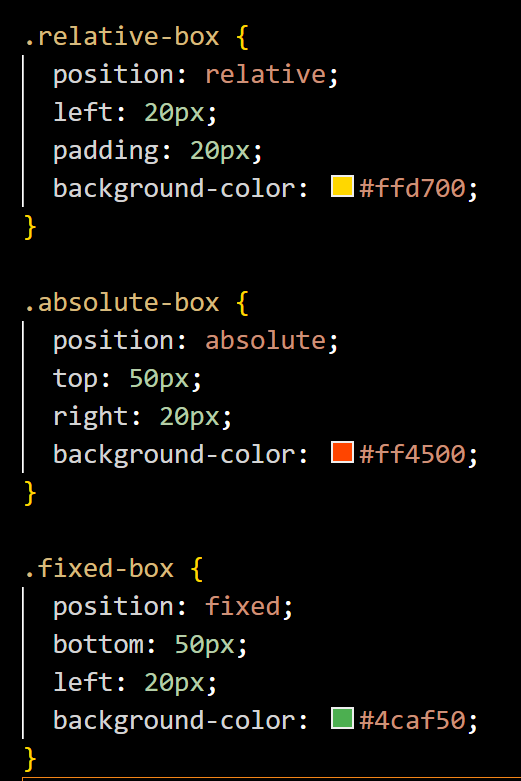 .relative-box {
  position: relative;
  left: 20px;
  padding: 20px;
  background-color: #ffd700;
}

.absolute-box {
  position: absolute;
  top: 50px;
  right: 20px;
  background-color: #ff4500;
}

.fixed-box {
  position: fixed;
  bottom: 50px;
  left: 20px;
  background-color: #4caf50;
}